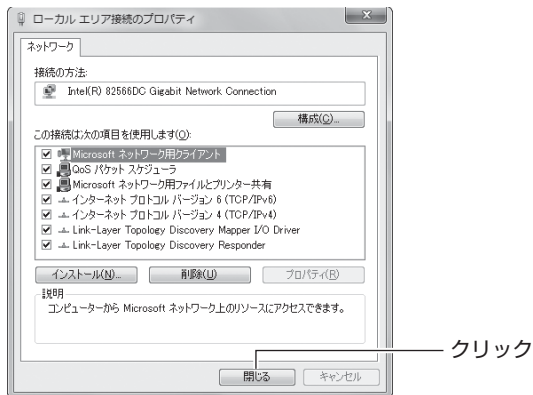 ローカル エリア接続のプロパティ
ネットワーク
接続の方法:
Intel(R) 82566DC Gigabit Network Connection
構成(C)...
この接続は次の項目を使用します(O):
Microsoft ネットワーク用クライアント
QoS パケット スケジューラ
Microsoft ネットワーク用ファイルとプリンター共有
インターネット プロトコル バージョン 6 (TCP/IPv6)
インターネット プロトコル バージョン 4 (TCP/IPv4)
Link-Layer Topology Discovery Mapper I/O Driver
Link-Layer Topology Discovery Responder
インストール(N)... 削除(U) プロパティ(R)
説明
コンピューターから Microsoft ネットワーク上のリソースにアクセスできます。
クリック
閉じる キャンセル